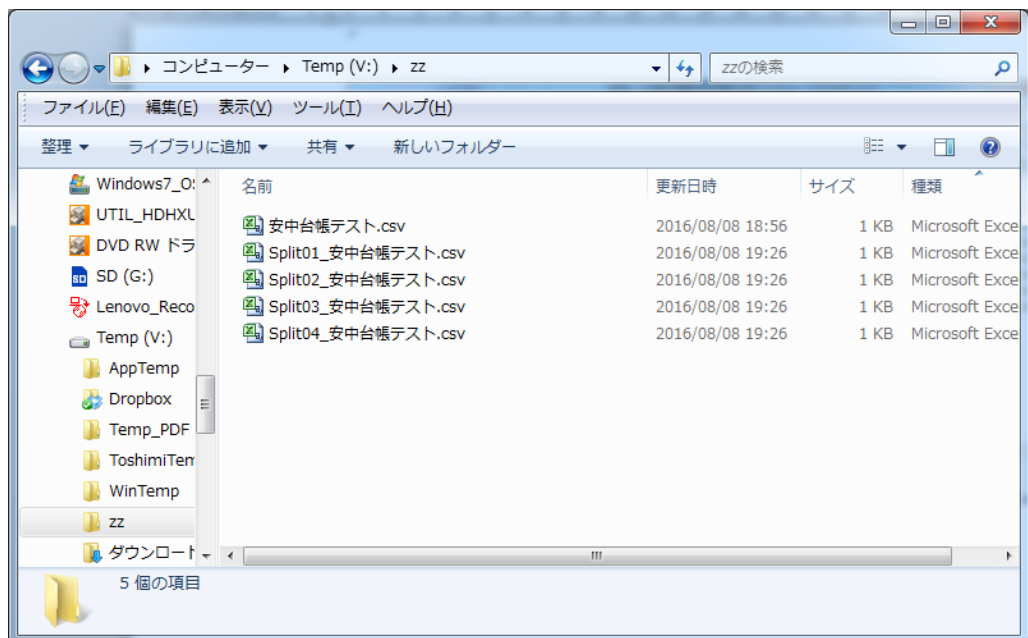 コンピューター ▸ Temp (V:) ▸ zz
zzの検索
ファイル(F) 編集(E) 表示(V) ツール(T) ヘルプ(H)
整理 ライブラリに追加 共有 新しいフォルダー
Windows7_O
UTIL_HDHXU
DVD RW ドラ
SD (G:)
Lenovo_Reco
Temp (V:)
AppTemp
Dropbox
Temp_PDF
ToshimiTem
WinTemp
zz
ダウンロード
名前 更新日時 サイズ 種類
安中台帳テスト.csv 2016/08/08 18:56 1 KB Microsoft Exce
Split01_安中台帳テスト.csv 2016/08/08 19:26 1 KB Microsoft Exce
Split02_安中台帳テスト.csv 2016/08/08 19:26 1 KB Microsoft Exce
Split03_安中台帳テスト.csv 2016/08/08 19:26 1 KB Microsoft Exce
Split04_安中台帳テスト.csv 2016/08/08 19:26 1 KB Microsoft Exce
5 個の項目